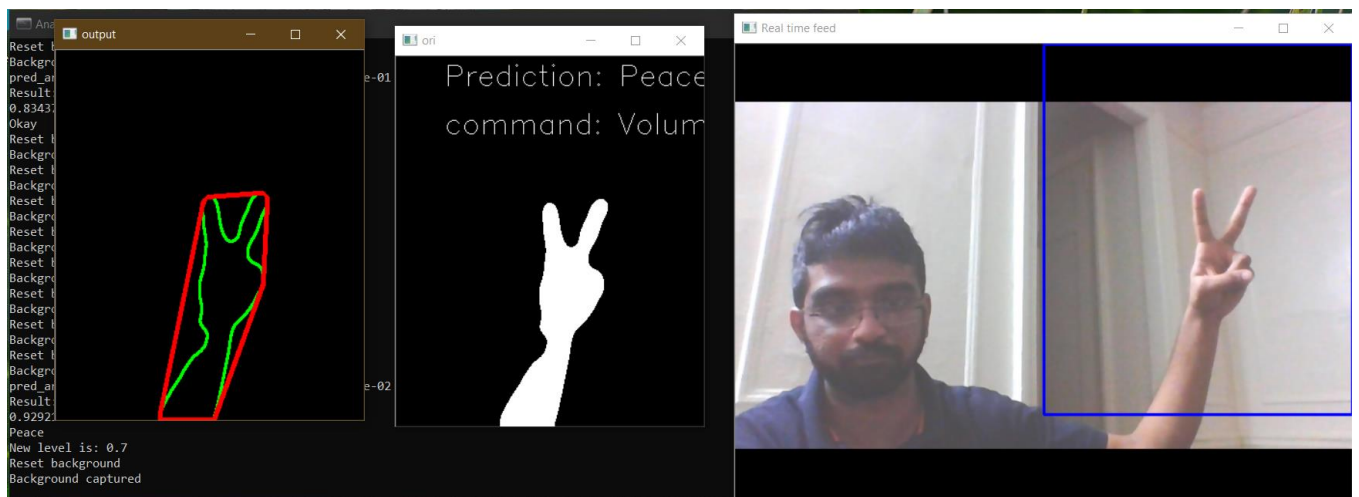 Ana
output
ori
Real time feed
Reset b
Backgro
pred_ar
e-01
Result:
0.83437
Okay
Reset b
Backgro
Reset b
Backgro
Reset b
Backgro
Reset b
Backgro
Reset b
Backgro
Reset b
Backgro
Reset b
Backgro
Reset b
Backgro
pred_ar
e-02
Result:
0.92927
Peace
New level is: 0.7
Reset background
Background captured
Prediction: Peace
command: Volum